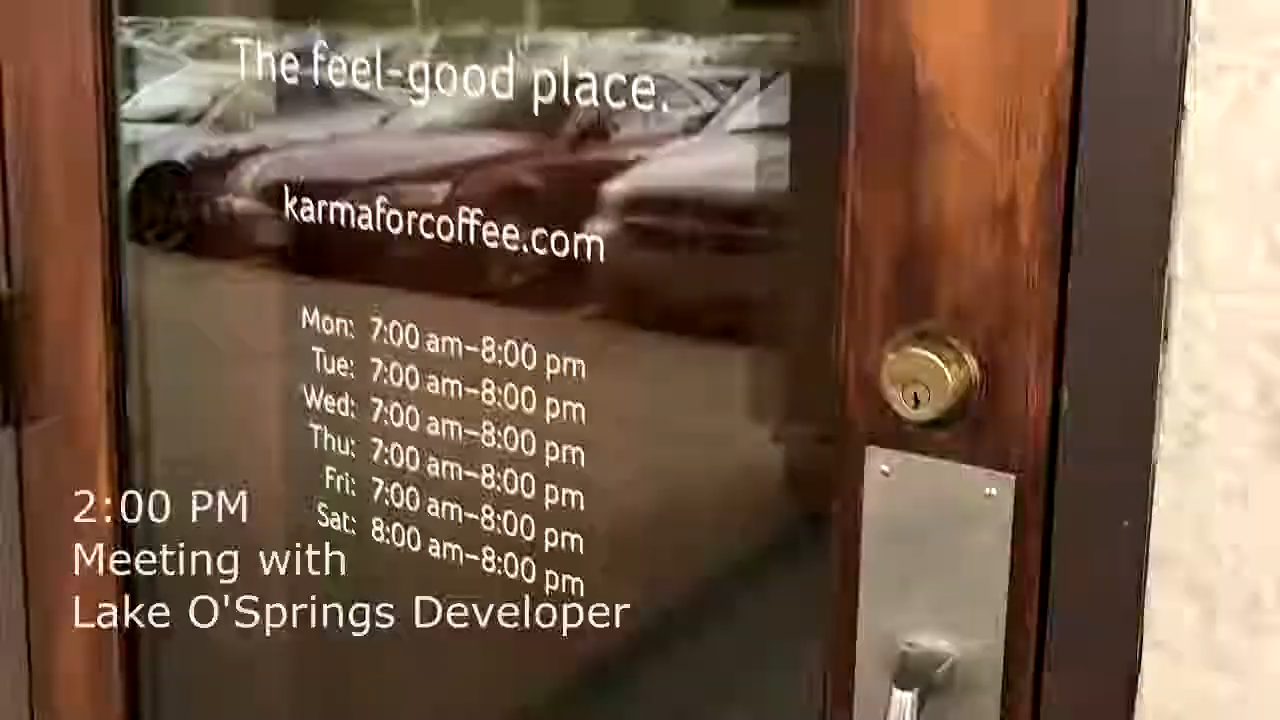 The feel-good place.
karmaforcoffee.com
Mon: 7:00 am–8:00 pm
Tue: 7:00 am–8:00 pm
Wed: 7:00 am–8:00 pm
Thu: 7:00 am–8:00 pm
Fri: 7:00 am–8:00 pm
Sat: 8:00 am–8:00 pm
2:00 PM
Meeting with
Lake O'Springs Developer